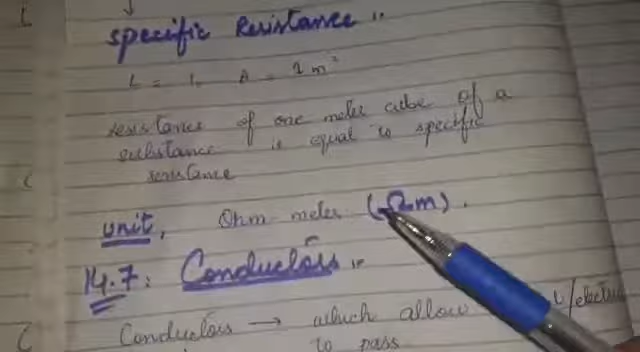 specific Resistance
L = 1, A = 1 m²
resistance of one meter cube of a
substance is equal to specific
resistance
unit, Ohm meter (Ωm).
14.7: Conductors
Conductors → which allow
to pass